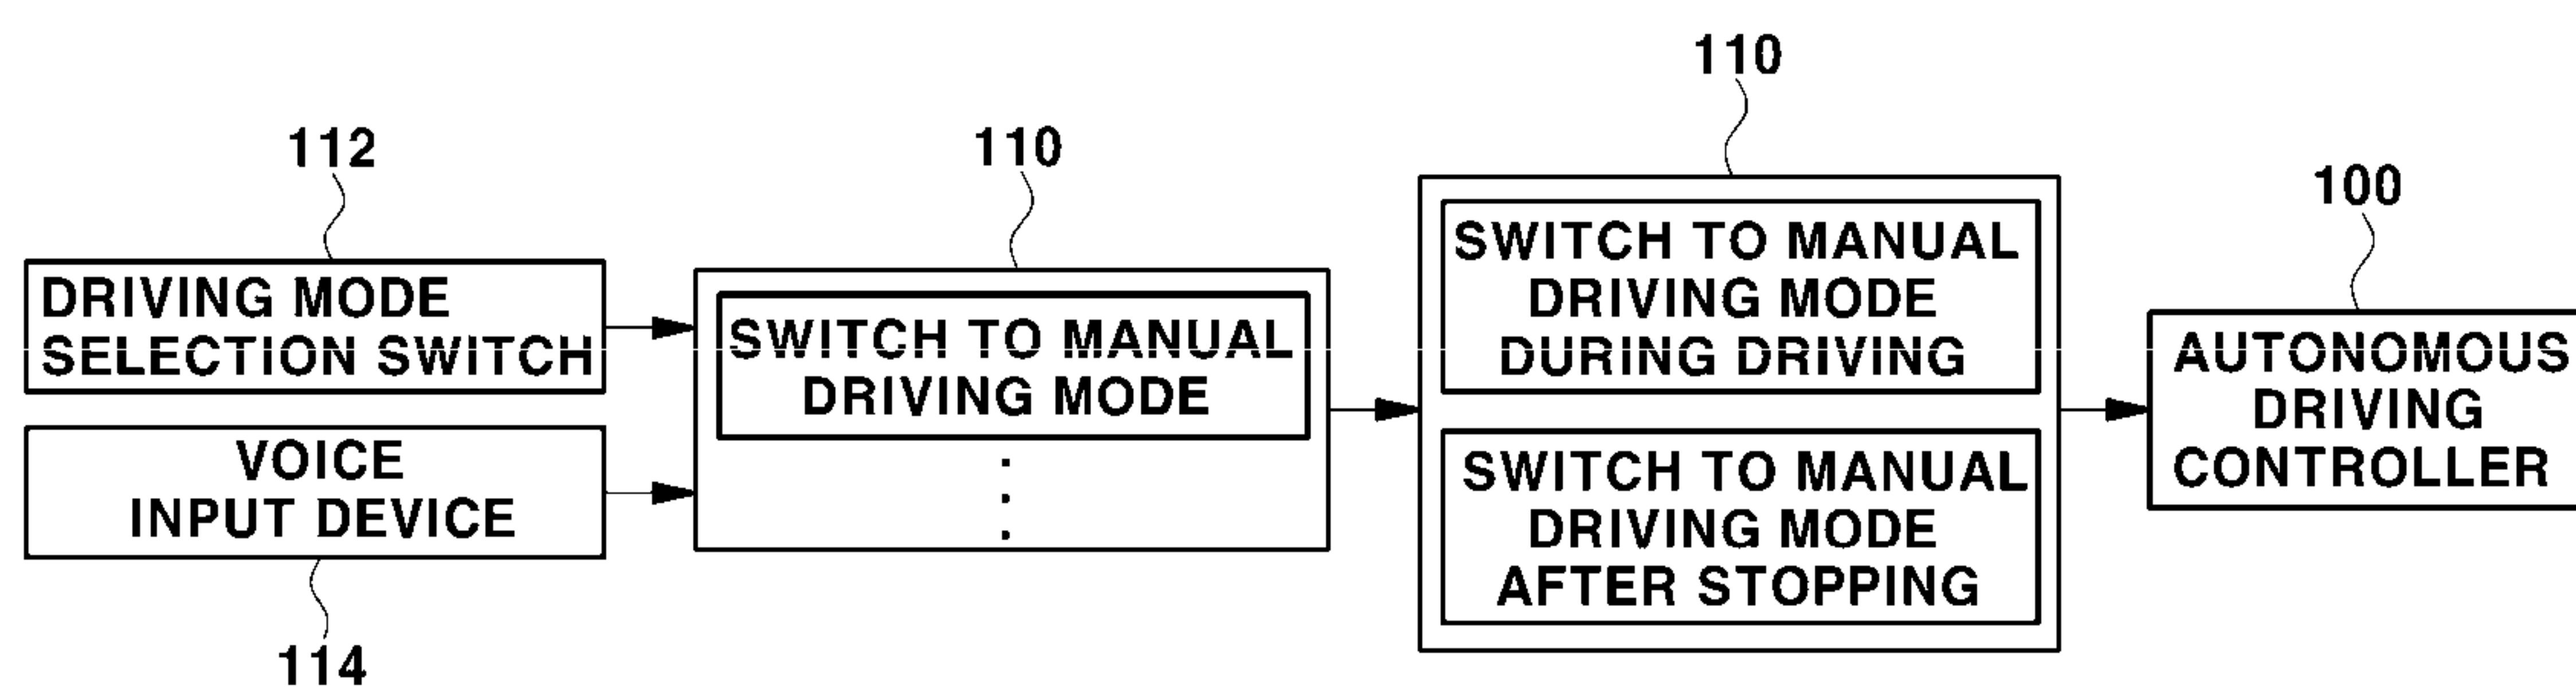 112
DRIVING MODE
SELECTION SWITCH
VOICE
INPUT DEVICE
114
110
SWITCH TO MANUAL
DRIVING MODE
110
SWITCH TO MANUAL
DRIVING MODE
DURING DRIVING
SWITCH TO MANUAL
DRIVING MODE
AFTER STOPPING
100
AUTONOMOUS
DRIVING
CONTROLLER